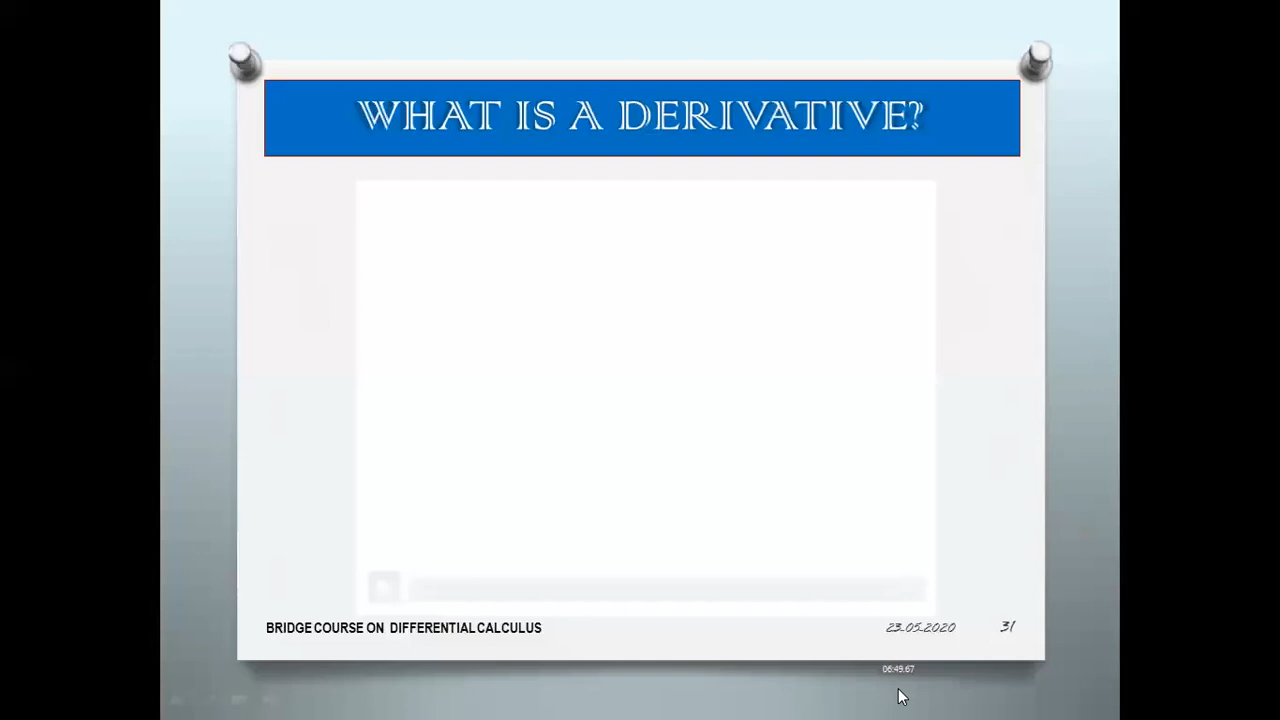 WHAT IS A DERIVATIVE?
BRIDGE COURSE ON DIFFERENTIAL CALCULUS
23.05.2020
31
06:49.67